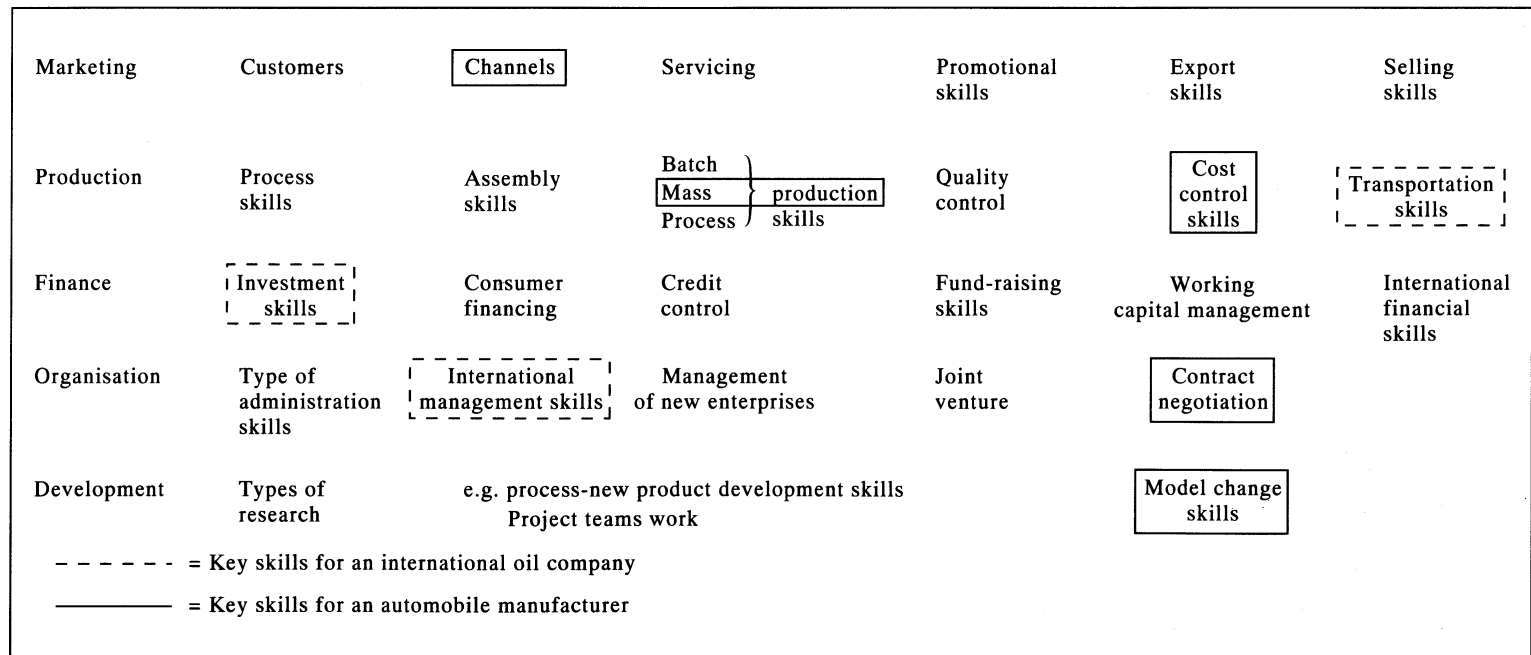 Marketing Customers Channels Servicing Promotional skills Export skills Selling skills
Production Process skills Assembly skills Batch Mass Process } production skills Quality control Cost control skills Transportation skills
Finance Investment skills Consumer financing Credit control Fund-raising skills Working capital management International financial skills
Organisation Type of administration skills International management skills Management of new enterprises Joint venture Contract negotiation
Development Types of research e.g. process-new product development skills Project teams work Model change skills
= Key skills for an international oil company
= Key skills for an automobile manufacturer